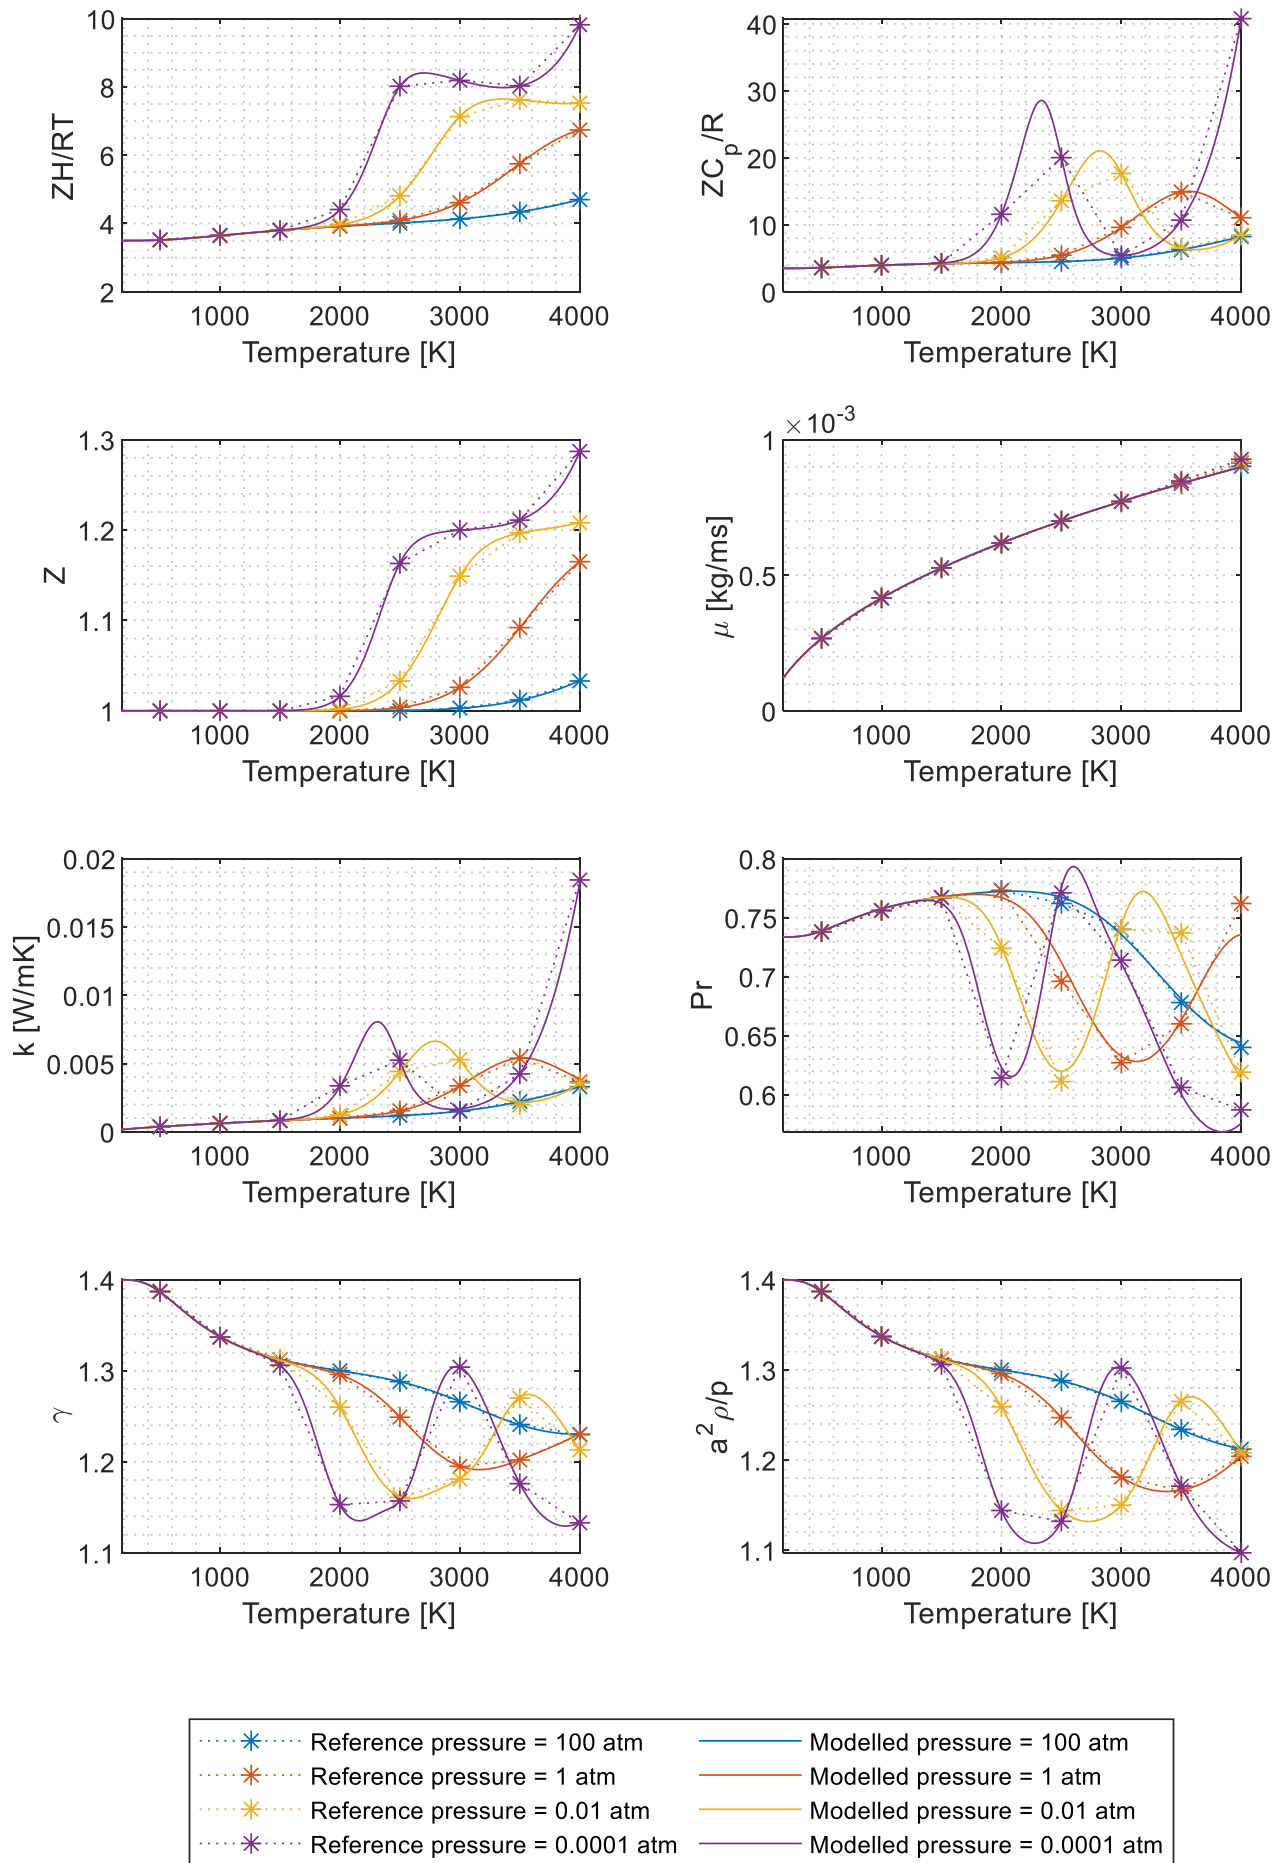 10
8
6
4
2
ZH/RT
1000 2000 3000 4000
Temperature [K]
40
30
20
10
0
ZC_p/R
1000 2000 3000 4000
Temperature [K]
1.3
1.2
1.1
1
Z
1000 2000 3000 4000
Temperature [K]
×10^-3
1
0.5
0
μ [kg/ms]
1000 2000 3000 4000
Temperature [K]
0.02
0.015
0.01
0.005
0
k [W/mK]
1000 2000 3000 4000
Temperature [K]
0.8
0.75
0.7
0.65
0.6
Pr
1000 2000 3000 4000
Temperature [K]
1.4
1.3
1.2
1.1
γ
1000 2000 3000 4000
Temperature [K]
1.4
1.3
1.2
1.1
a^2 ρ/p
1000 2000 3000 4000
Temperature [K]
Reference pressure = 100 atm
Reference pressure = 1 atm
Reference pressure = 0.01 atm
Reference pressure = 0.0001 atm
Modelled pressure = 100 atm
Modelled pressure = 1 atm
Modelled pressure = 0.01 atm
Modelled pressure = 0.0001 atm